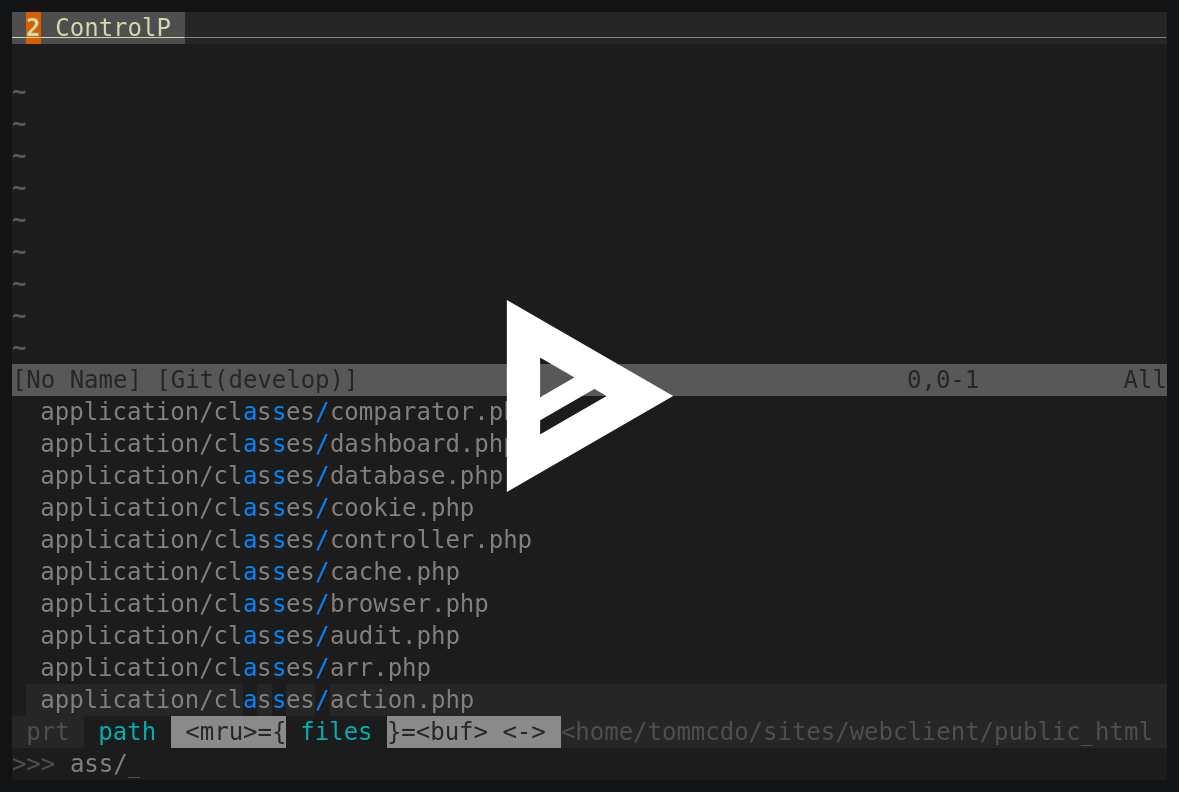 2 ControlP
~
~
~
~
~
~
~
~
~
[No Name] [Git(develop)] 0,0-1 All
application/classes/comparator.ph
application/classes/dashboard.php
application/classes/database.php
application/classes/cookie.php
application/classes/controller.php
application/classes/cache.php
application/classes/browser.php
application/classes/audit.php
application/classes/arr.php
application/classes/action.php
prt path <mru>={ files }=<buf> <-> <home/tommcdo/sites/webclient/public_html
>>> ass/_